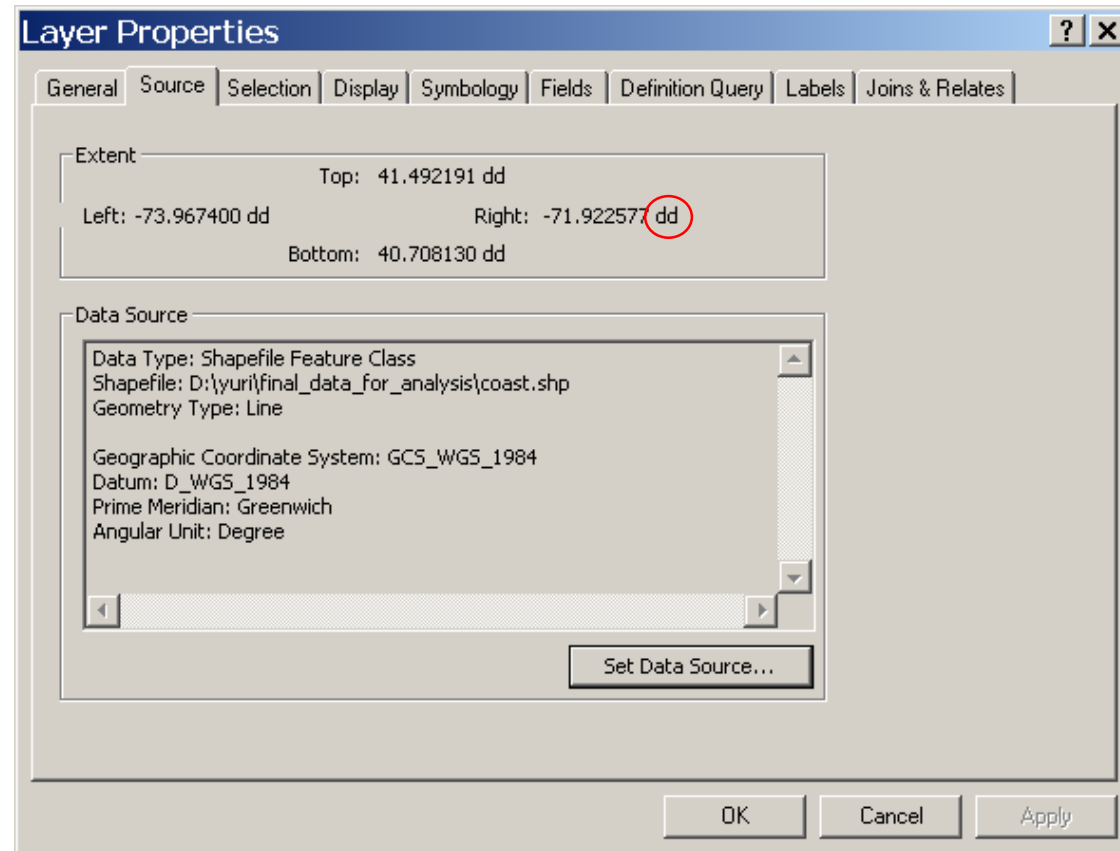 Layer Properties
? X
General Source Selection Display Symbology Fields Definition Query Labels Joins & Relates
Extent
Top: 41.492191 dd
Left: -73.967400 dd Right: -71.922577 dd
Bottom: 40.708130 dd
Data Source
Data Type: Shapefile Feature Class
Shapefile: D:\yuri\final_data_for_analysis\coast.shp
Geometry Type: Line
Geographic Coordinate System: GCS_WGS_1984
Datum: D_WGS_1984
Prime Meridian: Greenwich
Angular Unit: Degree
Set Data Source...
OK Cancel Apply